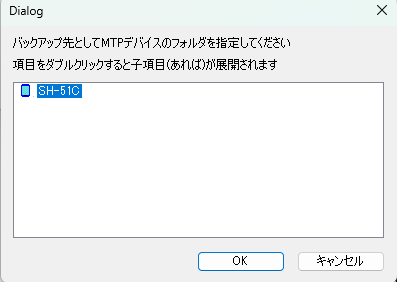 Dialog
バックアップ先としてMTPデバイスのフォルダを指定してください
項目をダブルクリックすると子項目(あれば)が展開されます
SH-51C
OK
キャンセル